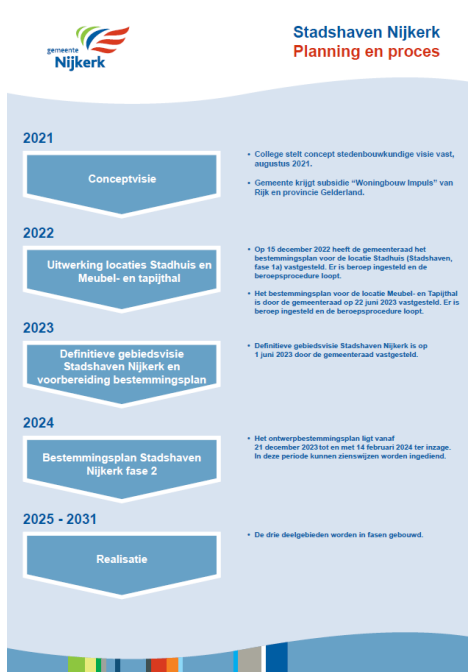 gemeente
Nijkerk
Stadshaven Nijkerk
Planning en proces
2021
Conceptvisie
• College stelt concept stedenbouwkundige visie vast,
augustus 2021.
• Gemeente krijgt subsidie “Woningbouw Impuls” van
Rijk en provincie Gelderland.
2022
Uitwerking locaties Stadhuis en
Meubel- en tapijthal
• Op 15 december 2022 heeft de gemeenteraad het
bestemmingsplan voor de locatie Stadhuis (Stadshaven,
fase 1a) vastgesteld. Er is beroep ingesteld en de
beroepsprocedure loopt.
• Het bestemmingsplan voor de locatie Meubel- en Tapijthal
is door de gemeenteraad op 22 juni 2023 vastgesteld. Er is
beroep ingesteld en de beroepsprocedure loopt.
2023
Definitieve gebiedsvisie
Stadshaven Nijkerk en
voorbereiding bestemmingsplan
• Definitieve gebiedsvisie Stadshaven Nijkerk is op
1 juni 2023 door de gemeenteraad vastgesteld.
2024
Bestemmingsplan Stadshaven
Nijkerk fase 2
• Het ontwerpbestemmingsplan ligt vanaf
21 december 2023 tot en met 14 februari 2024 ter inzage.
In deze periode kunnen zienswijzen worden ingediend.
2025 - 2031
Realisatie
• De drie deelgebieden worden in fasen gebouwd.